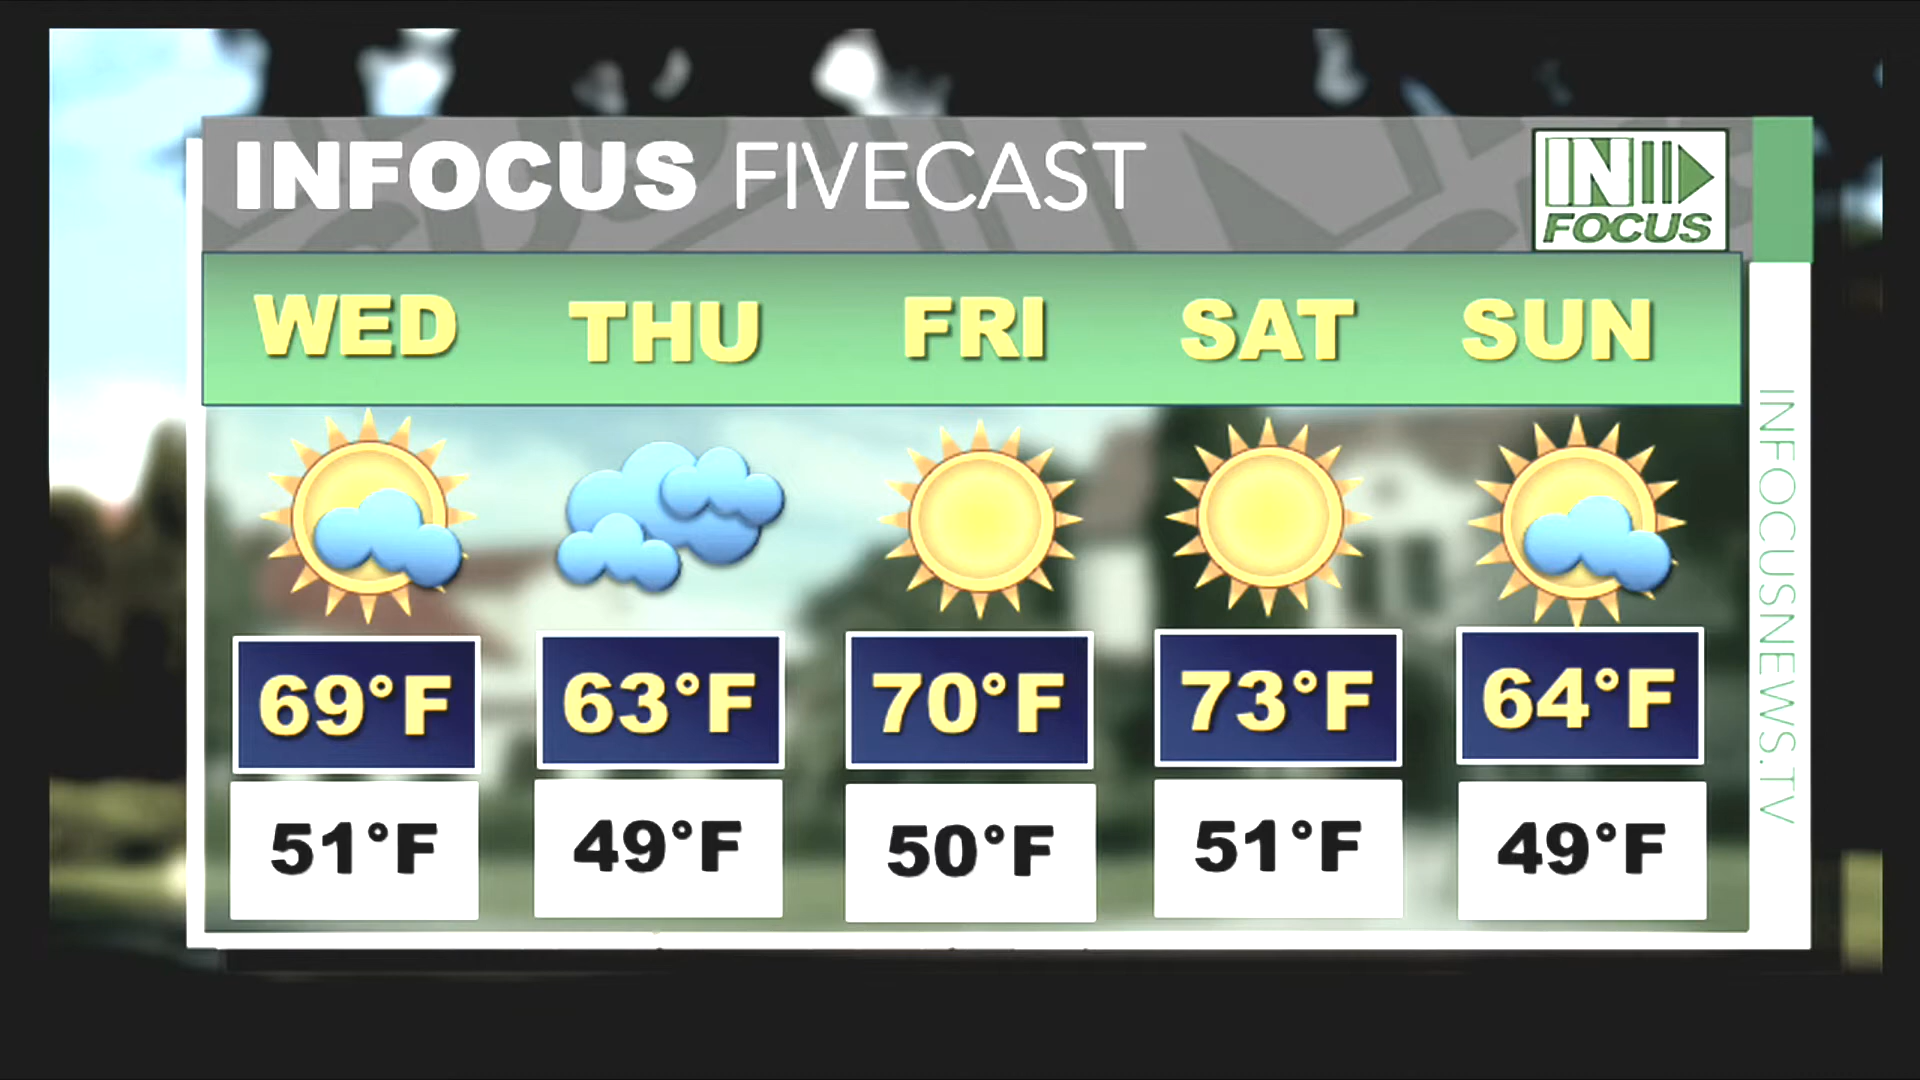 INFOCUS FIVECAST
IN
FOCUS
WED THU FRI SAT SUN
69°F 63°F 70°F 73°F 64°F
51°F 49°F 50°F 51°F 49°F
INFOCUSNEWS.TV